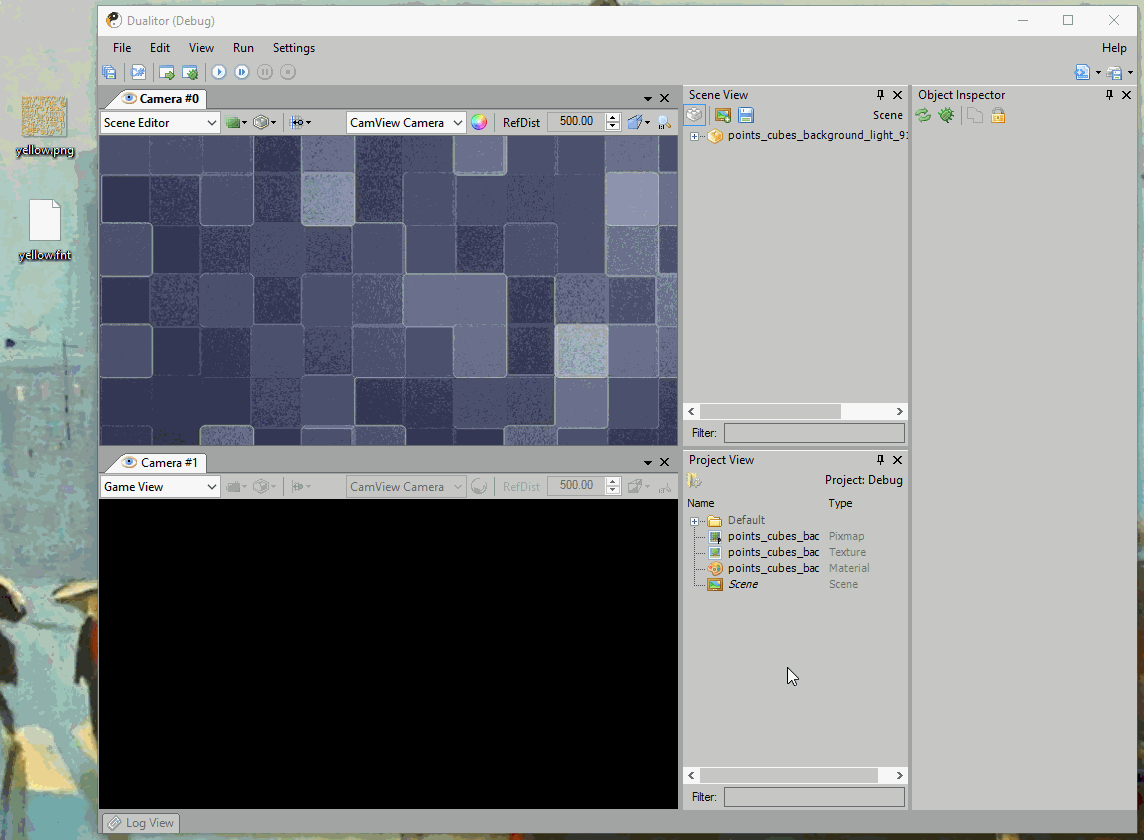 Dualitor (Debug)
File Edit View Run Settings Help
yellow.png
yellow.fnt
Camera #0
Scene Editor CamView Camera RefDist 500.00
Scene View
Scene
points_cubes_background_light_91
Filter:
Object Inspector
Camera #1
Game View CamView Camera RefDist 500.00
Project View
Project: Debug
Name Type
Default
points_cubes_bac Pixmap
points_cubes_bac Texture
points_cubes_bac Material
Scene Scene
Filter:
Log View